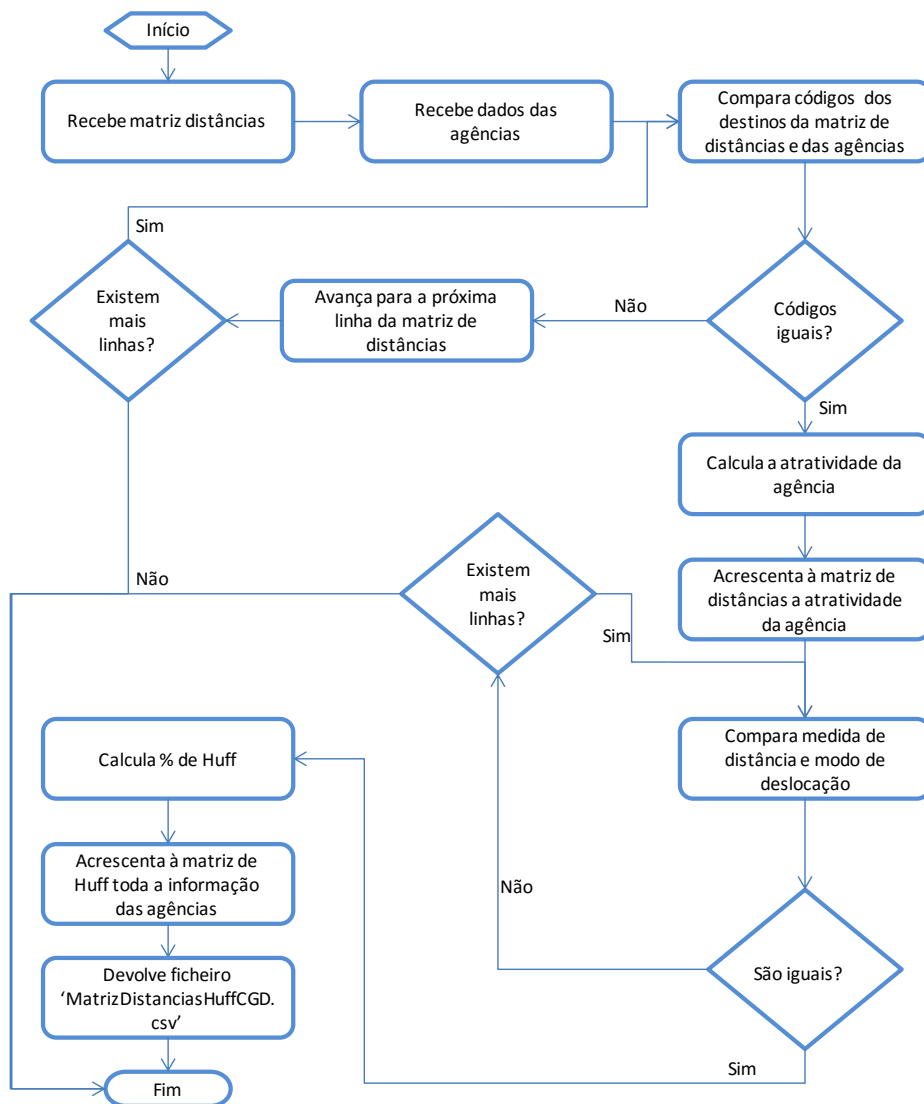 Início
Recebe matriz distâncias
Recebe dados das
agências
Compara códigos dos
destinos da matriz de
distâncias e das agências
Sim
Existem
mais
linhas?
Avança para a próxima
linha da matriz de
distâncias
Não
Códigos
iguais?
Sim
Calcula a atratividade da
agência
Não
Existem
mais
linhas?
Acrescenta à matriz de
distâncias a atratividade
da agência
Sim
Compara medida de
distância e modo de
deslocação
Calcula % de Huff
Acrescenta à matriz de
Huff toda a informação
das agências
Não
São iguais?
Devolve ficheiro
‘MatrizDistanciasHuffCGD.
csv’
Sim
Fim